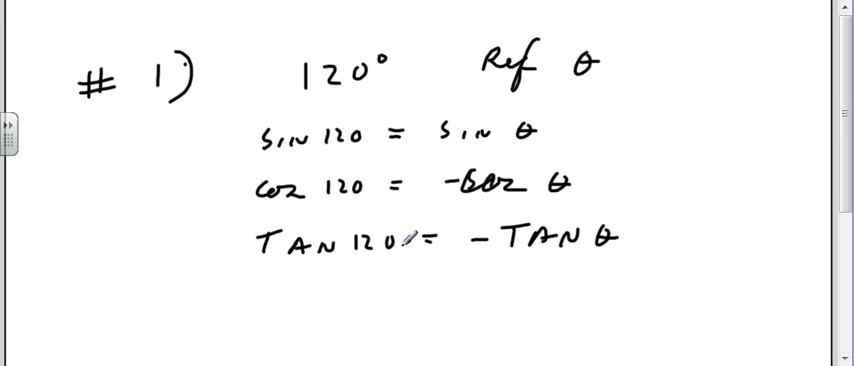 # 1) 120° Ref θ
SIN 120 = SIN θ
cos 120 = -cos θ
TAN 120 = - TAN θ